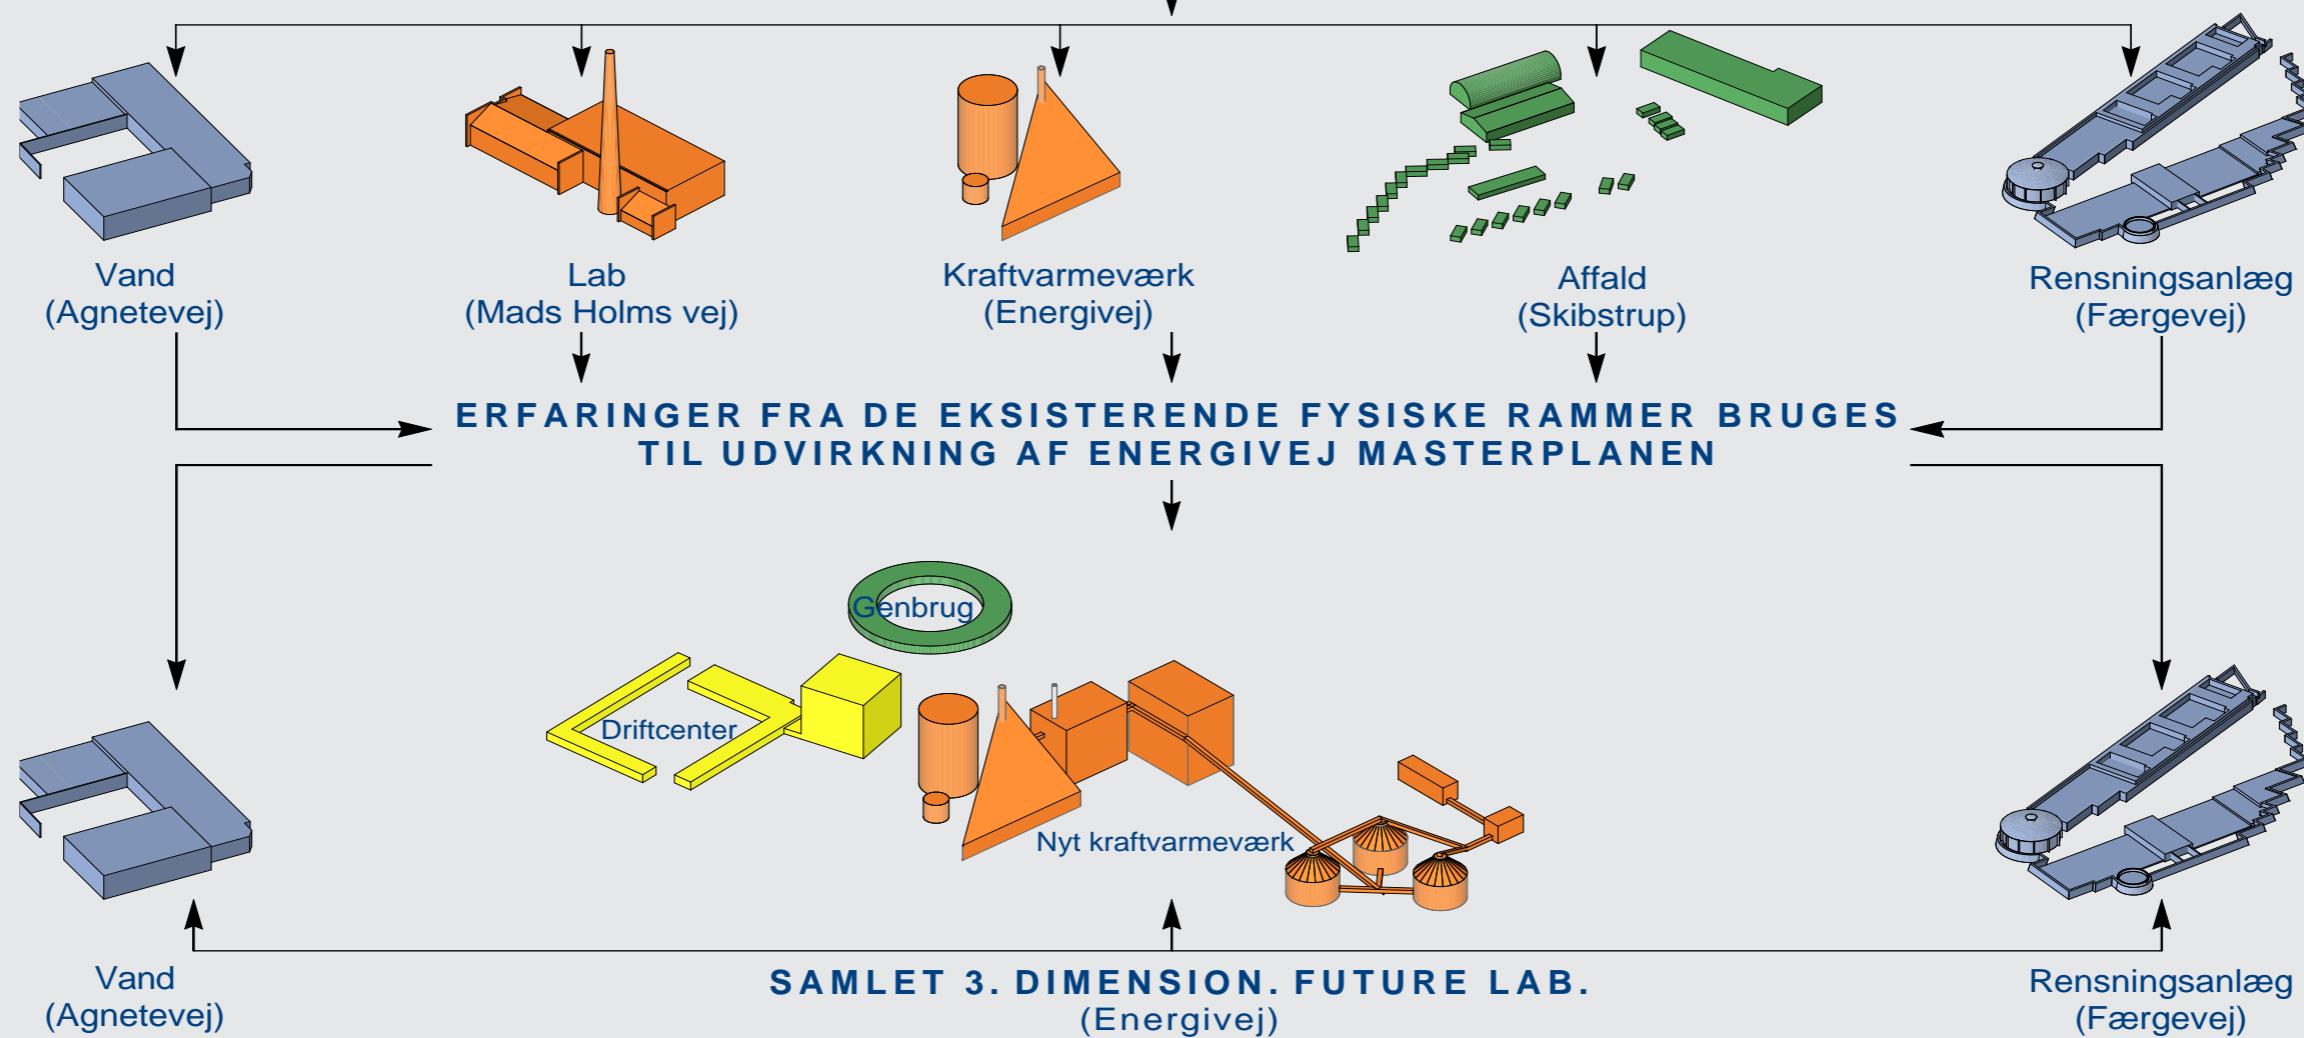 Vand
(Agnetevej)
Lab
(Mads Holms vej)
Kraftvarmeværk
(Energivej)
Affald
(Skibstrup)
Rensningsanlæg
(Færgevej)
ERFARINGER FRA DE EKSISTERENDE FYSISKE RAMMER BRUGES
TIL UDVIRKNING AF ENERGIVEJ MASTERPLANEN
Genbrug
Driftcenter
Nyt kraftvarmeværk
Vand
(Agnetevej)
SAMLET 3. DIMENSION. FUTURE LAB.
(Energivej)
Rensningsanlæg
(Færgevej)